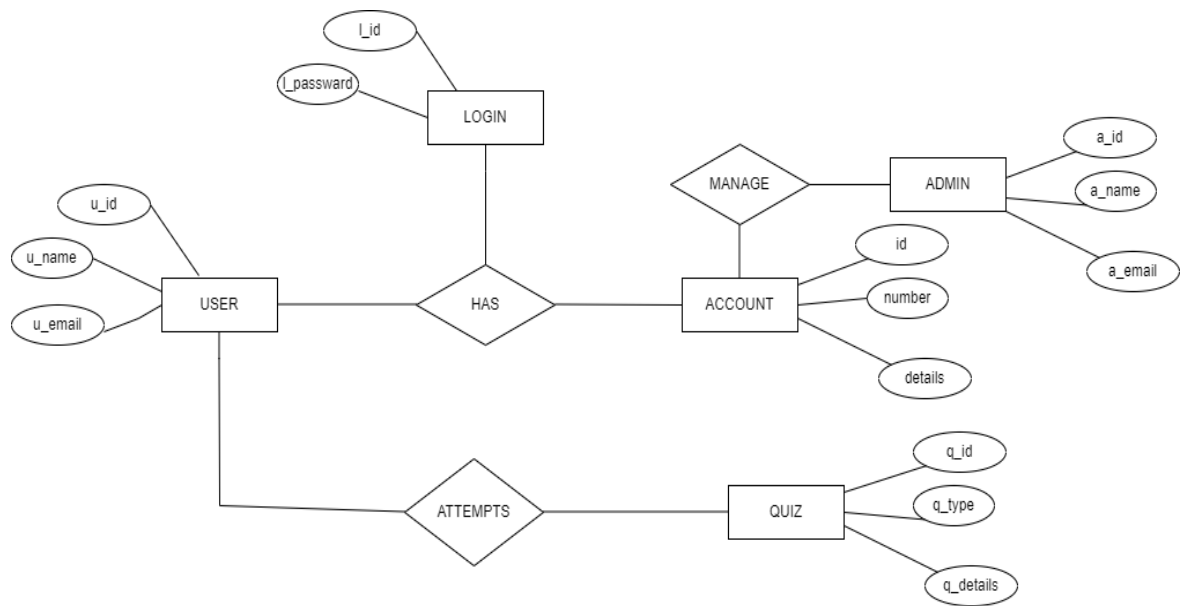 l_id
l_passward
LOGIN
a_id
MANAGE
ADMIN
a_name
u_id
id
a_email
u_name
USER
HAS
ACCOUNT
number
u_email
details
q_id
ATTEMPTS
QUIZ
q_type
q_details